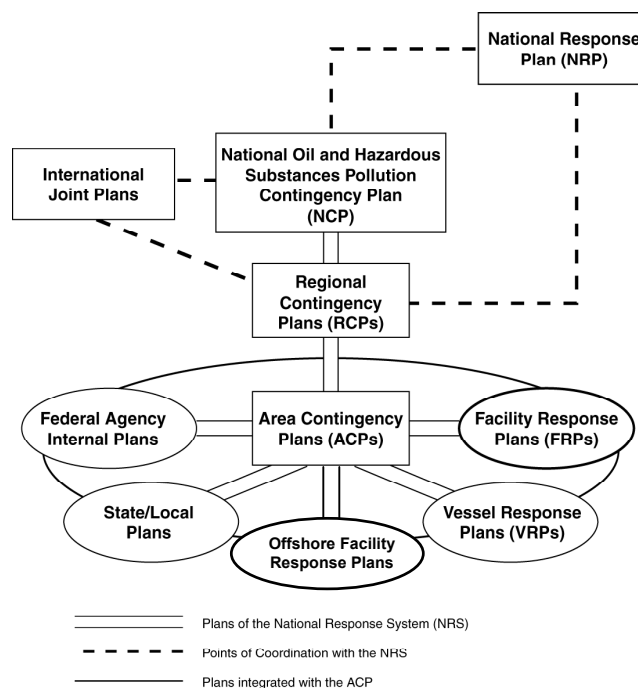 National Response
Plan (NRP)
National Oil and Hazardous
Substances Pollution
Contingency Plan
(NCP)
International
Joint Plans
Regional
Contingency
Plans (RCPs)
Federal Agency
Internal Plans
Area Contingency
Plans (ACPs)
Facility Response
Plans (FRPs)
State/Local
Plans
Vessel Response
Plans (VRPs)
Offshore Facility
Response Plans
Plans of the National Response System (NRS)
Points of Coordination with the NRS
Plans integrated with the ACP